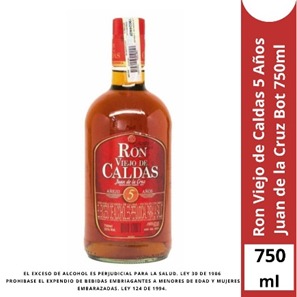 RON
VIEJO DE
CALDAS
Juan de la Cruz
AÑEJO 5 AÑOS
Ron Viejo de Caldas 5 Años
Juan de la Cruz Bot 750ml
750
ml
EL EXCESO DE ALCOHOL ES PERJUDICIAL PARA LA SALUD. LEY 30 DE 1986
PROHIBASE EL EXPENDIO DE BEBIDAS EMBRIAGANTES A MENORES DE EDAD Y MUJERES
EMBARAZADAS. LEY 124 DE 1994.